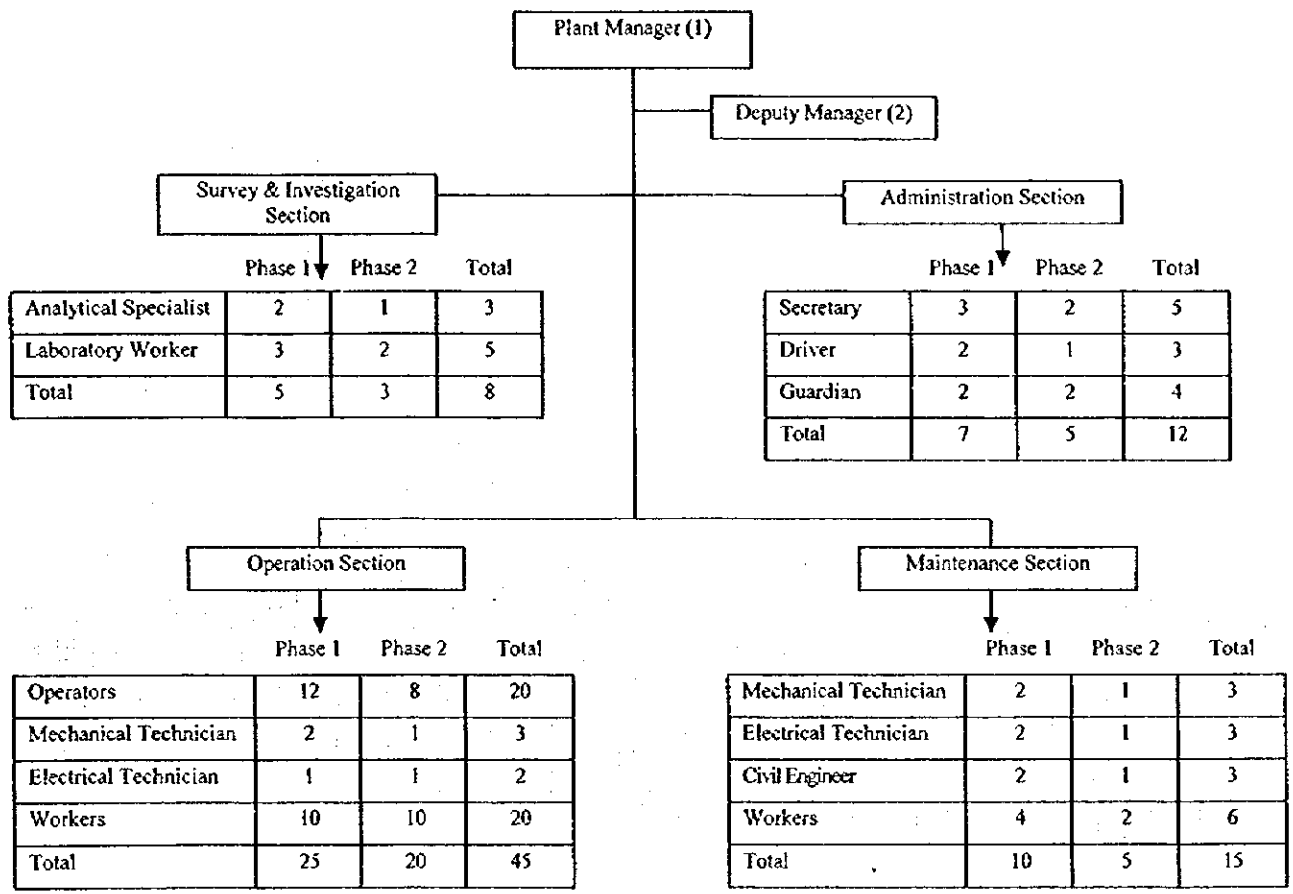 Plant Manager (1)
Deputy Manager (2)
Survey & Investigation
Section
Phase 1 Phase 2 Total
Analytical Specialist 2 1 3
Laboratory Worker 3 2 5
Total 5 3 8
Administration Section
Phase 1 Phase 2 Total
Secretary 3 2 5
Driver 2 1 3
Guardian 2 2 4
Total 7 5 12
Operation Section
Phase 1 Phase 2 Total
Operators 12 8 20
Mechanical Technician 2 1 3
Electrical Technician 1 1 2
Workers 10 10 20
Total 25 20 45
Maintenance Section
Phase 1 Phase 2 Total
Mechanical Technician 2 1 3
Electrical Technician 2 1 3
Civil Engineer 2 1 3
Workers 4 2 6
Total 10 5 15